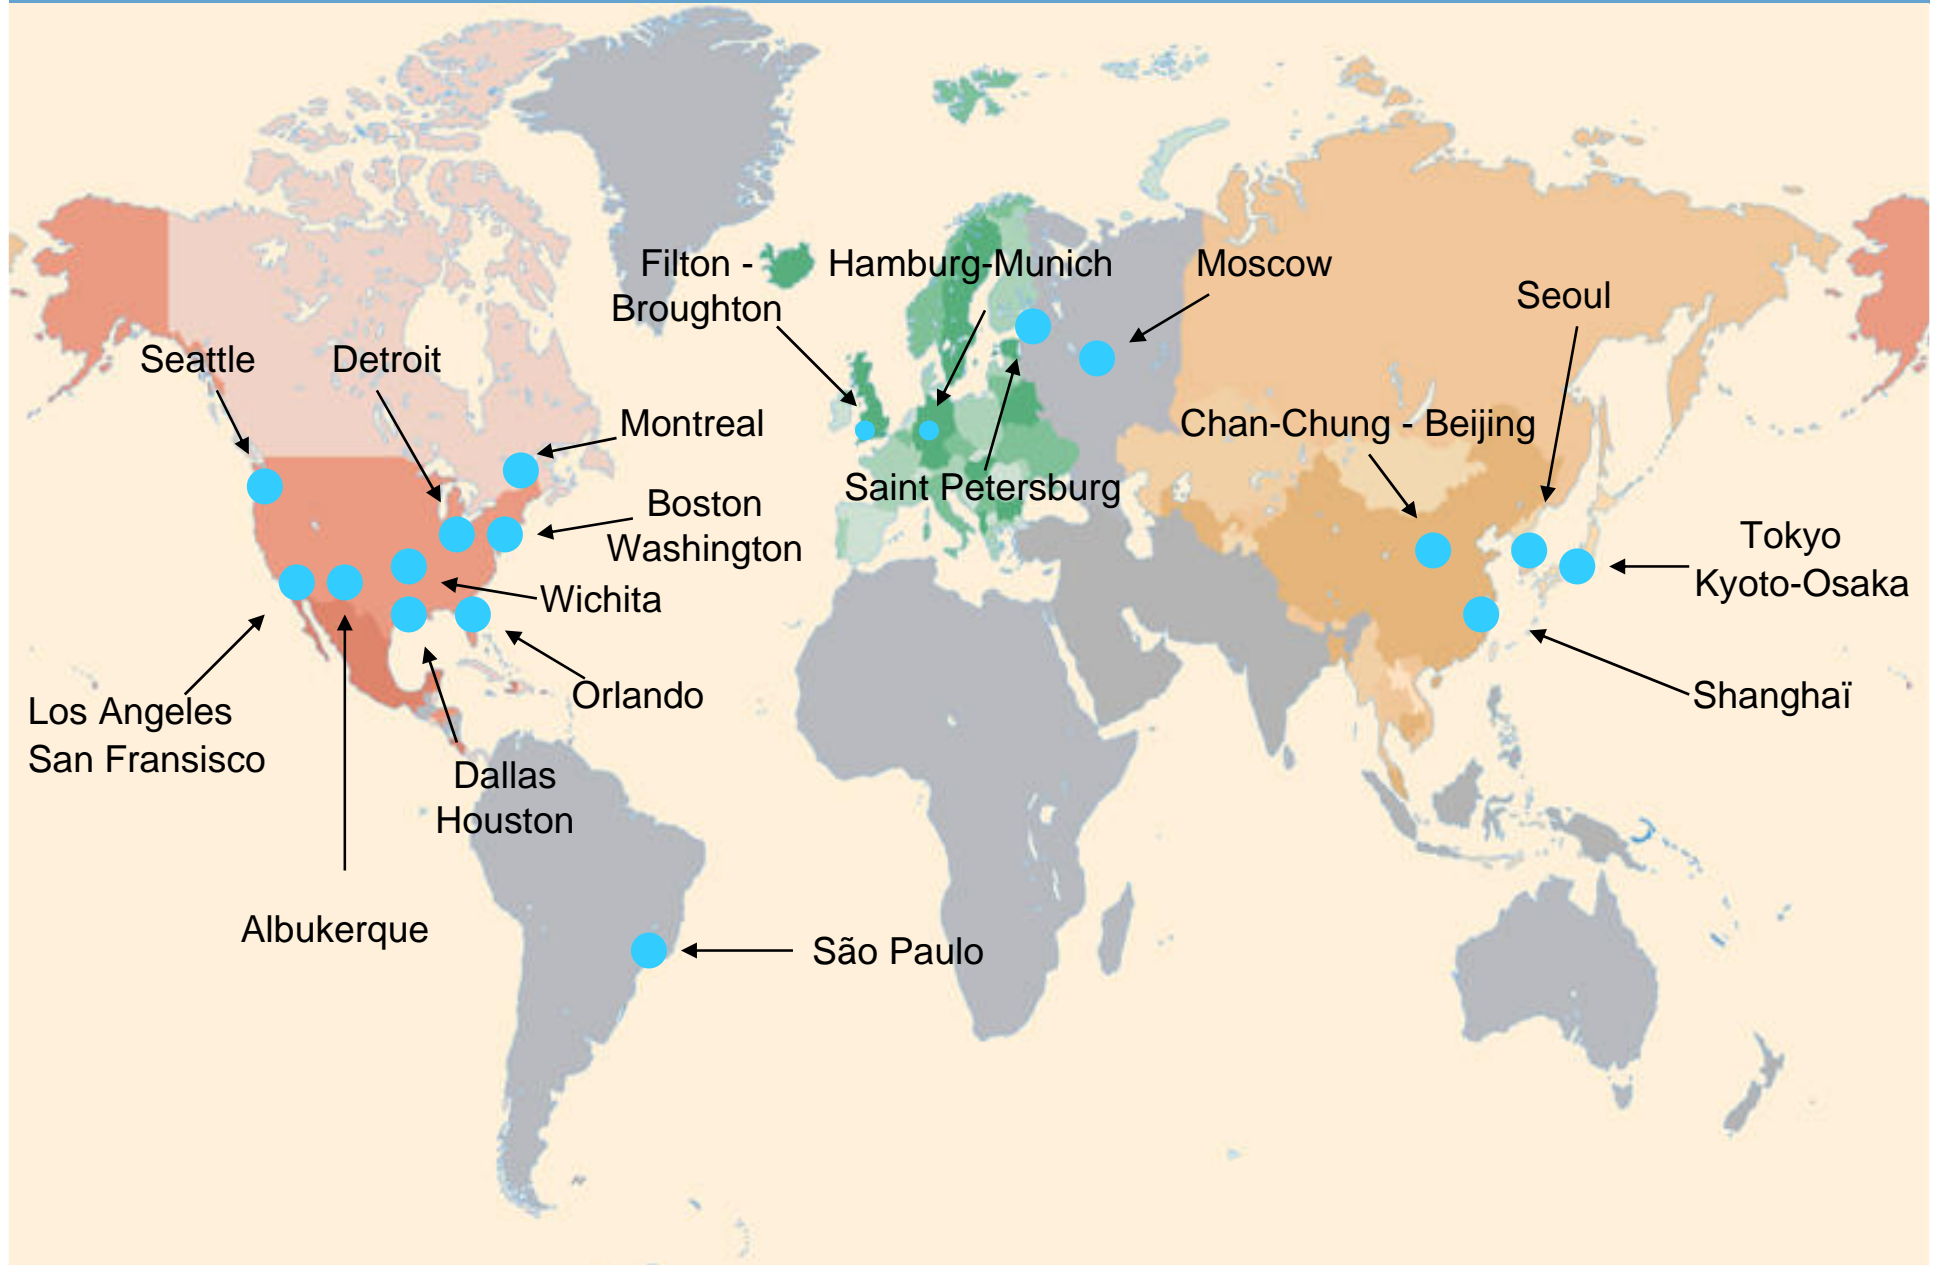 Filton -
Broughton
Hamburg-Munich
Moscow
Seoul
Seattle
Detroit
Montreal
Chan-Chung - Beijing
Saint Petersburg
Boston
Washington
Tokyo
Kyoto-Osaka
Wichita
Orlando
Shanghaï
Los Angeles
San Fransisco
Dallas
Houston
Albukerque
São Paulo